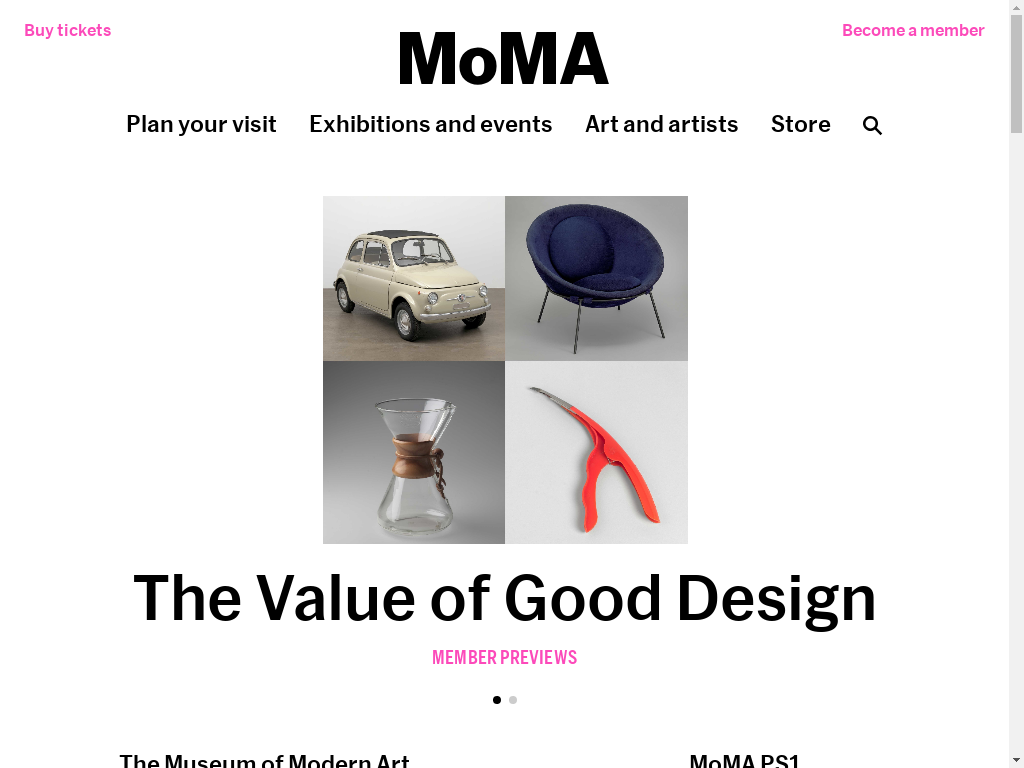 Buy tickets
MoMA
Become a member
Plan your visit
Exhibitions and events
Art and artists
Store
The Value of Good Design
MEMBER PREVIEWS
The Museum of Modern Art
MoMA PS1